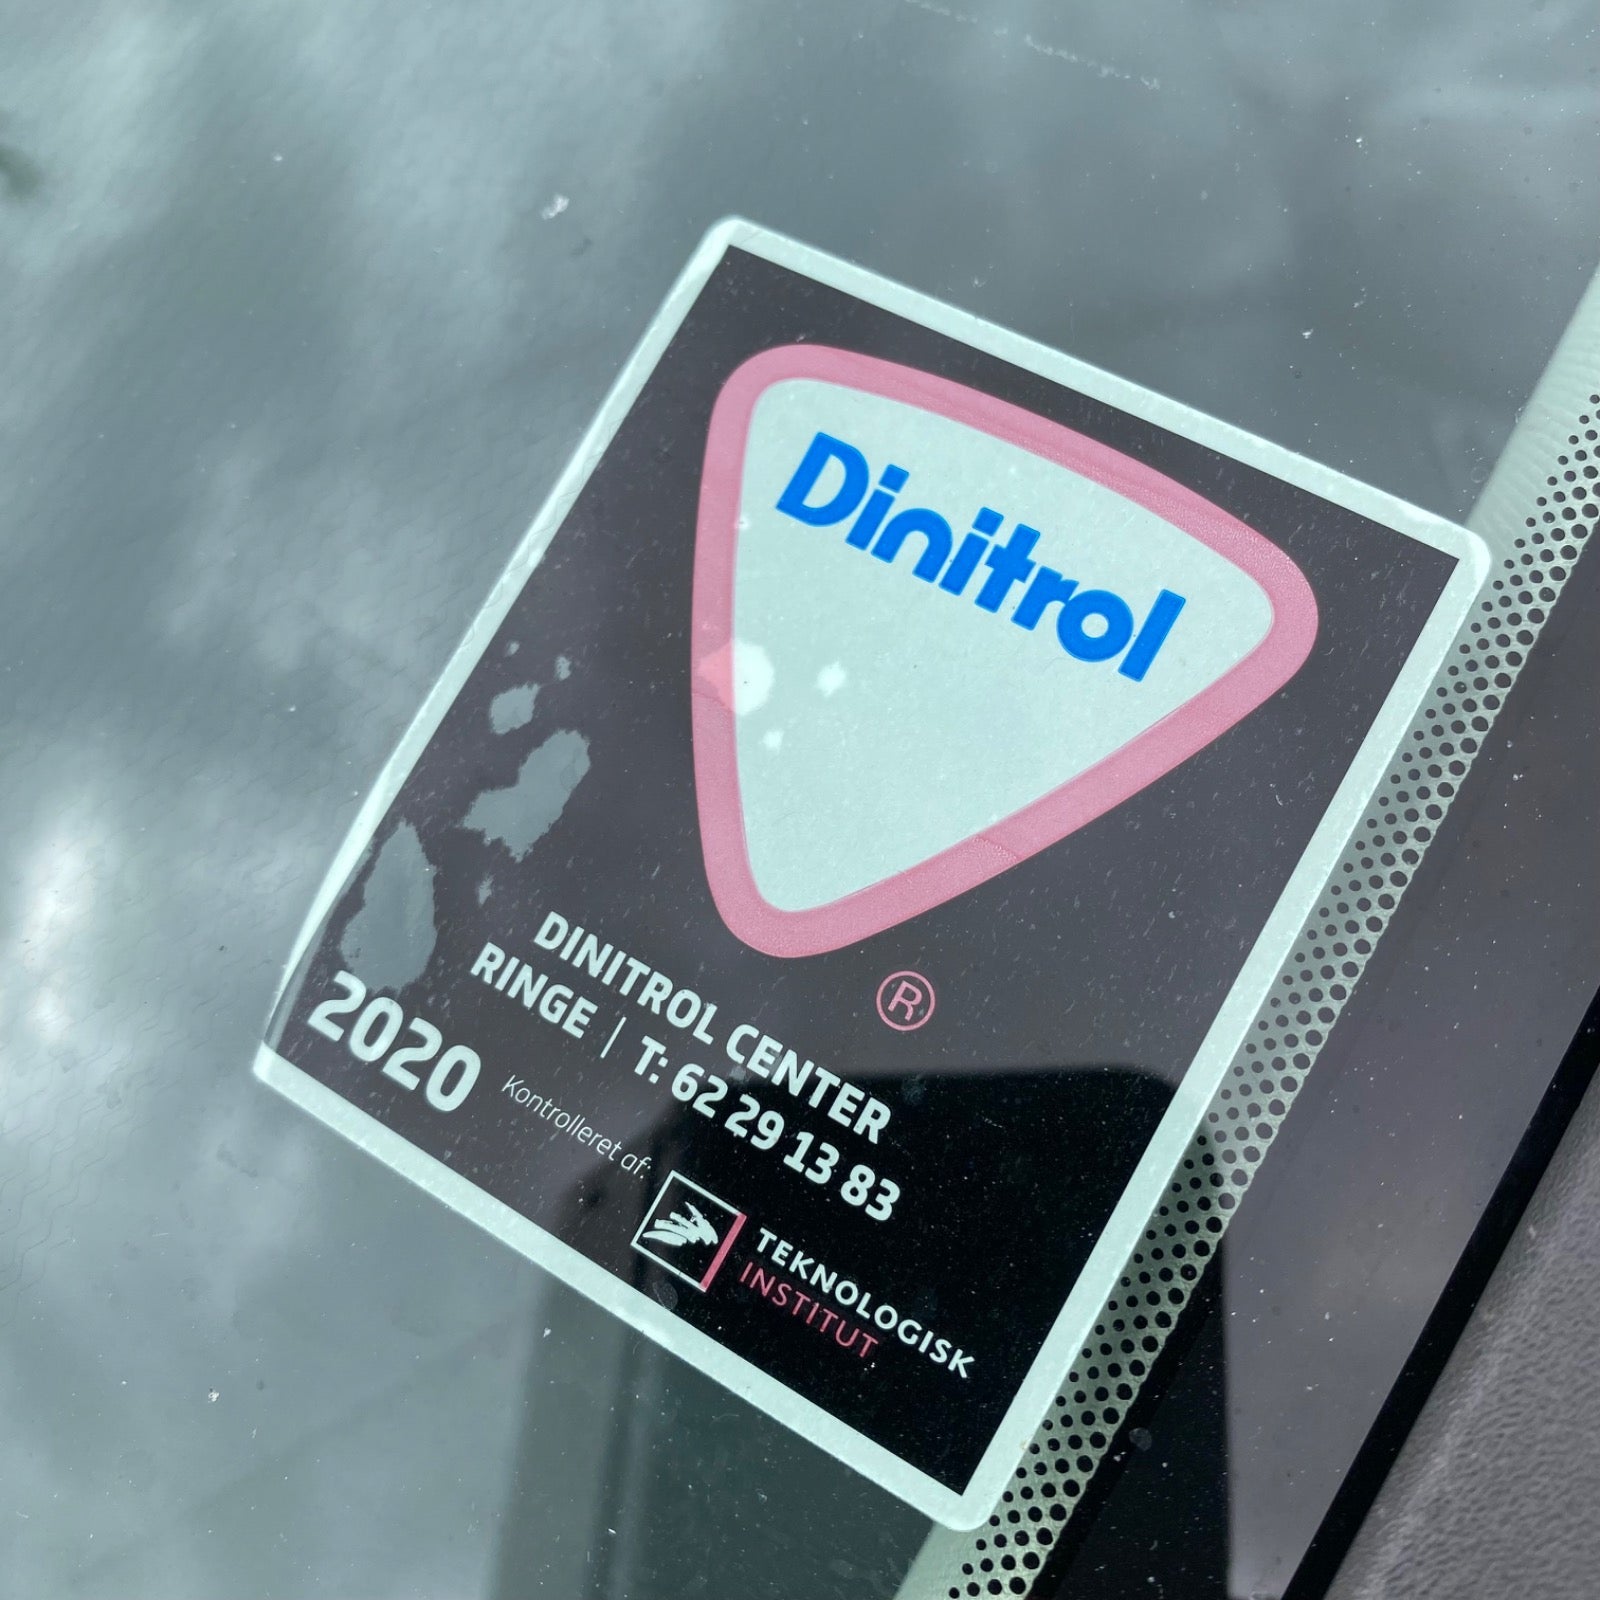 Dinitrol
®
DINITROL CENTER
RINGE | T: 62 29 13 83
2020
Kontrolleret af:
TEKNOLOGISK
INSTITUT